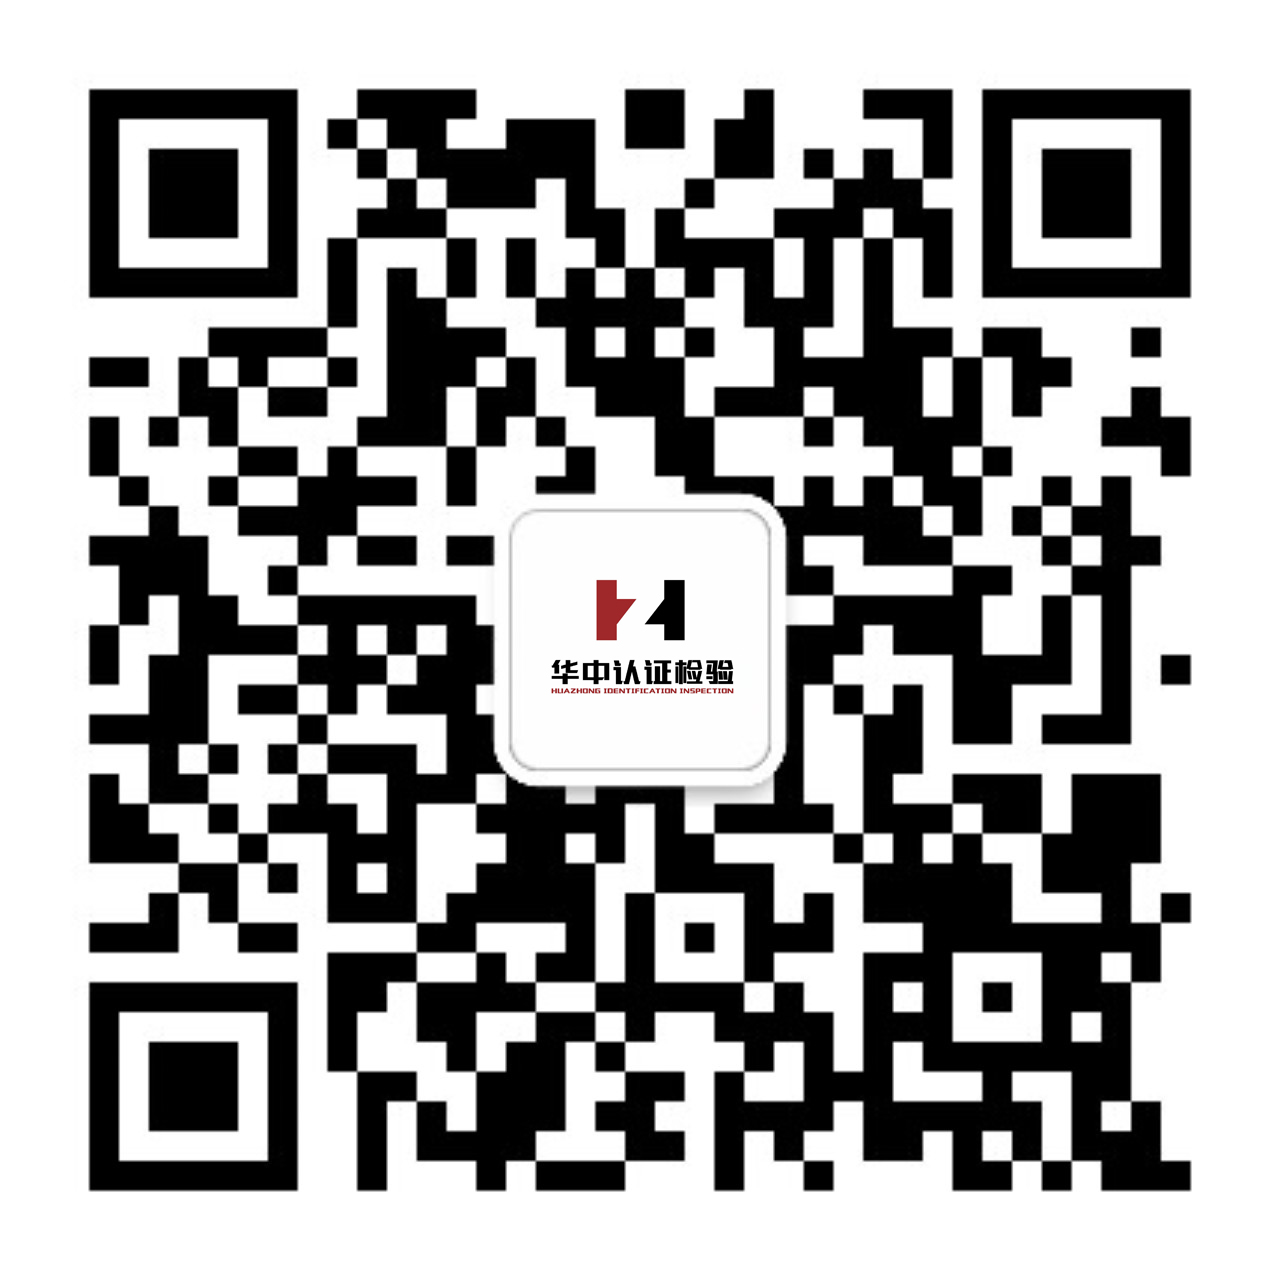 华中认证检验
HUAZHONG IDENTIFICATION INSPECTION